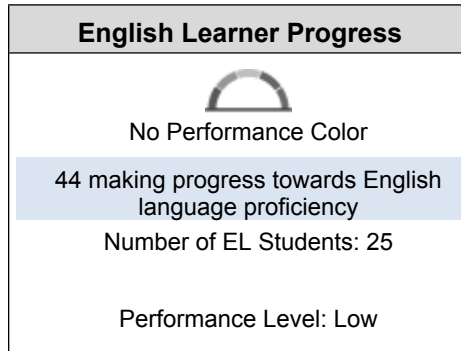 English Learner Progress
No Performance Color
44 making progress towards English
language proficiency
Number of EL Students: 25
Performance Level: Low